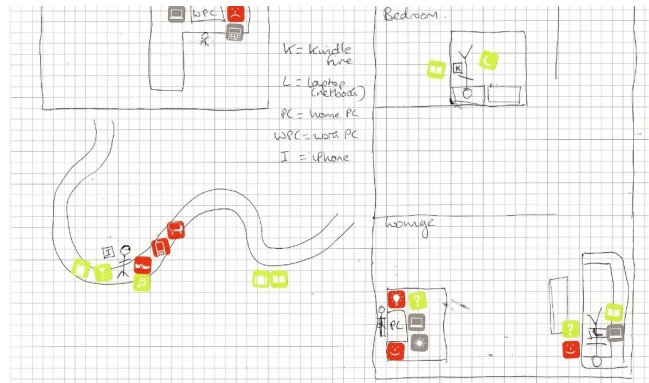 WPC
Bedroom.
K = Kindle
fire
L = laptop
(netbook)
PC = home PC
WPC = work PC
I = iPhone
K
Lounge
I
?
PC
?
?